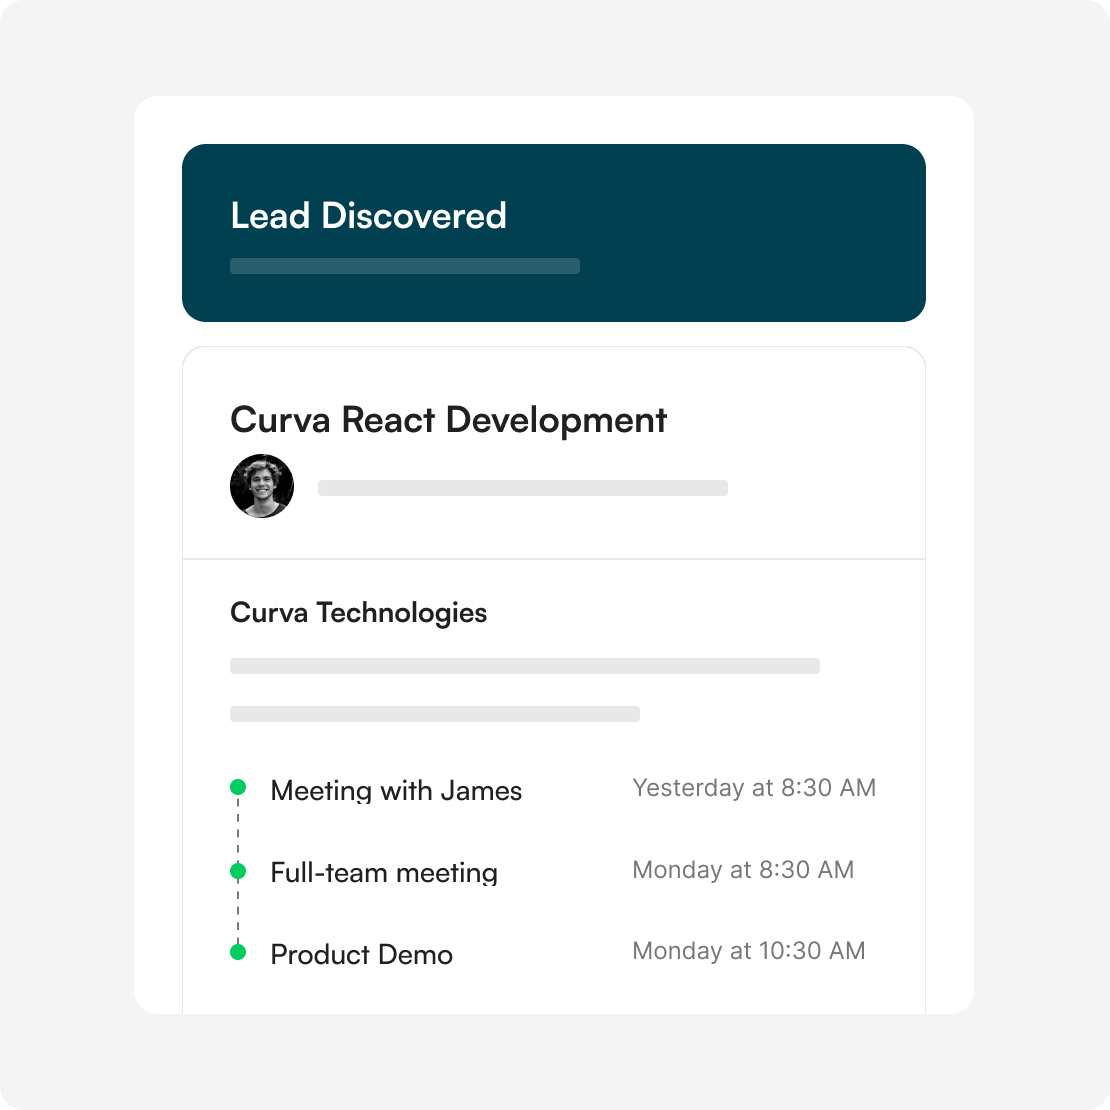 Lead Discovered
Curva React Development
Curva Technologies
Meeting with James Yesterday at 8:30 AM
Full-team meeting Monday at 8:30 AM
Product Demo Monday at 10:30 AM